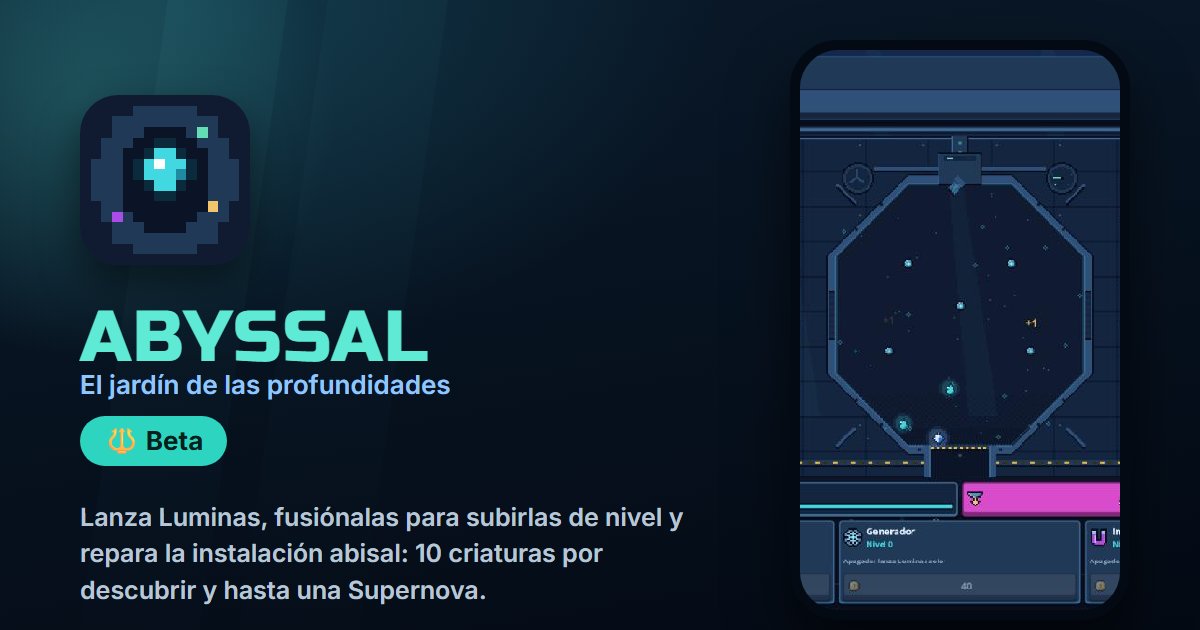 ABYSSAL
El jardín de las profundidades
Beta
Lanza Luminas, fusiónalas para subirlas de nivel y
repara la instalación abisal: 10 criaturas por
descubrir y hasta una Supernova.
+1
+1
Generador
Nivel 0
40